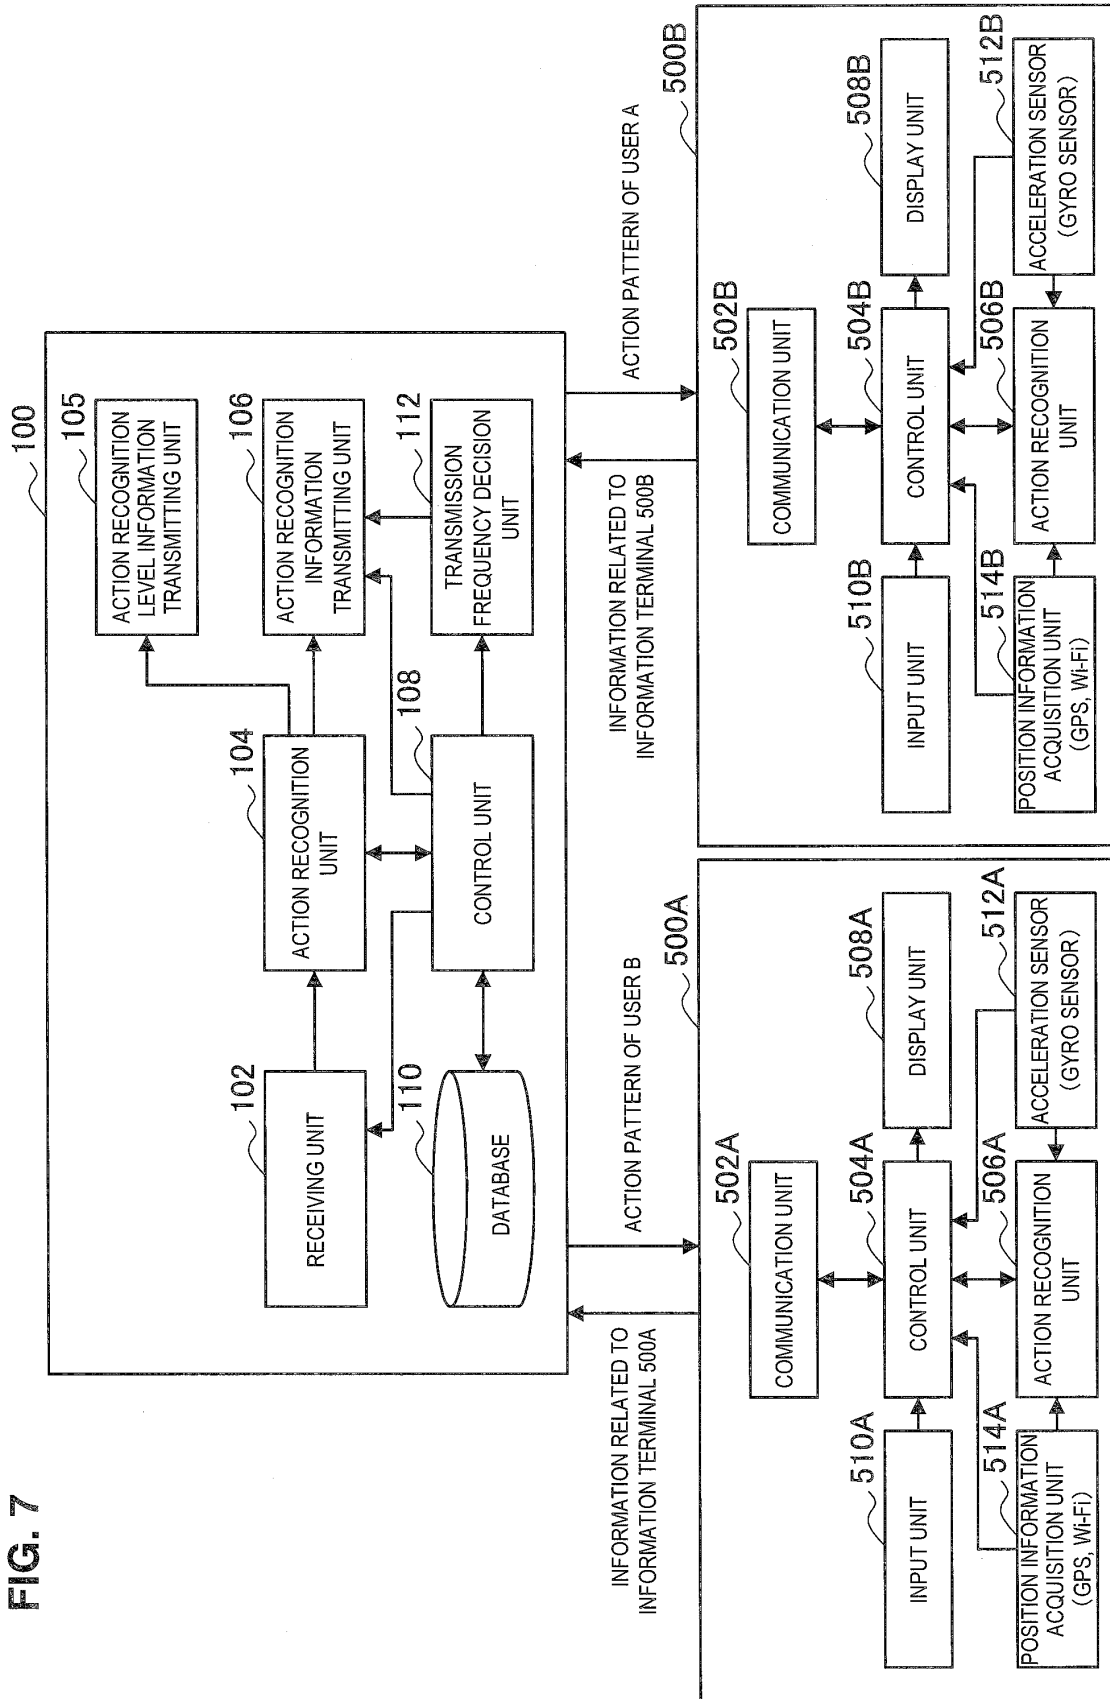 FIG. 7
100
102
RECEIVING UNIT
104
ACTION RECOGNITION
UNIT
105
ACTION RECOGNITION
LEVEL INFORMATION
TRANSMITTING UNIT
106
ACTION RECOGNITION
INFORMATION
TRANSMITTING UNIT
110
DATABASE
108
CONTROL UNIT
112
TRANSMISSION
FREQUENCY DECISION
UNIT
INFORMATION RELATED TO
INFORMATION TERMINAL 500A
ACTION PATTERN OF USER B
INFORMATION RELATED TO
INFORMATION TERMINAL 500B
ACTION PATTERN OF USER A
500A
502A
COMMUNICATION UNIT
510A
INPUT UNIT
504A
CONTROL UNIT
508A
DISPLAY UNIT
514A
POSITION INFORMATION
ACQUISITION UNIT
(GPS, Wi-Fi)
506A
ACTION RECOGNITION
UNIT
512A
ACCELERATION SENSOR
(GYRO SENSOR)
500B
502B
COMMUNICATION UNIT
510B
INPUT UNIT
504B
CONTROL UNIT
508B
DISPLAY UNIT
514B
POSITION INFORMATION
ACQUISITION UNIT
(GPS, Wi-Fi)
506B
ACTION RECOGNITION
UNIT
512B
ACCELERATION SENSOR
(GYRO SENSOR)